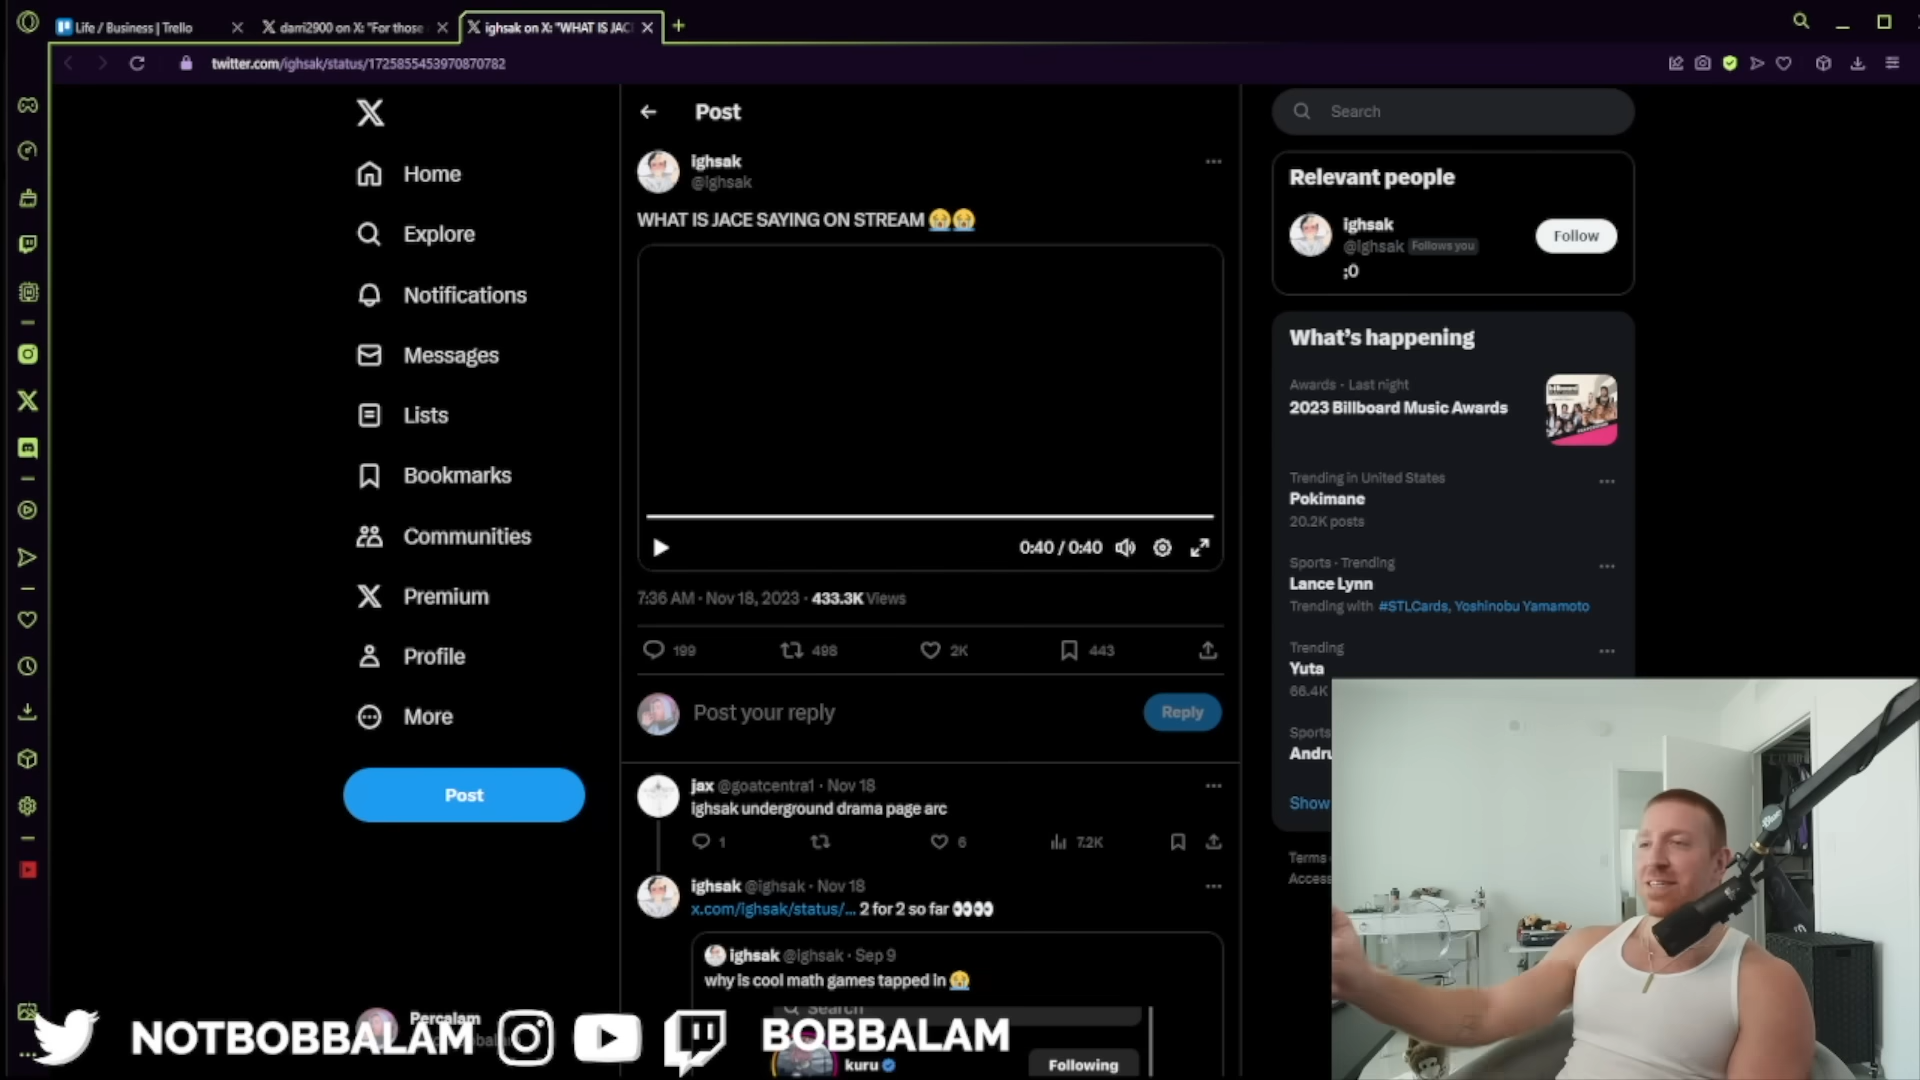 Life / Business | Trello
darri2900 on X: "For those
ighsak on X: "WHAT IS JAC
twitter.com/ighsak/status/1725855453970870782
Home
Explore
Notifications
Messages
Lists
Bookmarks
Communities
Premium
Profile
More
Post
Percalam
Post
ighsak
@ighsak
WHAT IS JACE SAYING ON STREAM 😭😭
0:40 / 0:40
7:36 AM · Nov 18, 2023 · 433.3K Views
199 498 2K 443
Post your reply
Reply
jax @goatcentra1 · Nov 18
ighsak underground drama page arc
1 6 7.2K
ighsak @ighsak · Nov 18
x.com/ighsak/status/... 2 for 2 so far 👀👀
ighsak @ighsak · Sep 9
why is cool math games tapped in 😭
Search
kuru
Following
Search
Relevant people
ighsak
@ighsak Follows you
;0
Follow
What's happening
Awards · Last night
2023 Billboard Music Awards
Trending in United States
Pokimane
20.2K posts
Sports · Trending
Lance Lynn
Trending with #STLCards, Yoshinobu Yamamoto
Trending
Yuta
66.4K
Sports
Andru
Show
Terms
Access
NOTBOBBALAM
BOBBALAM